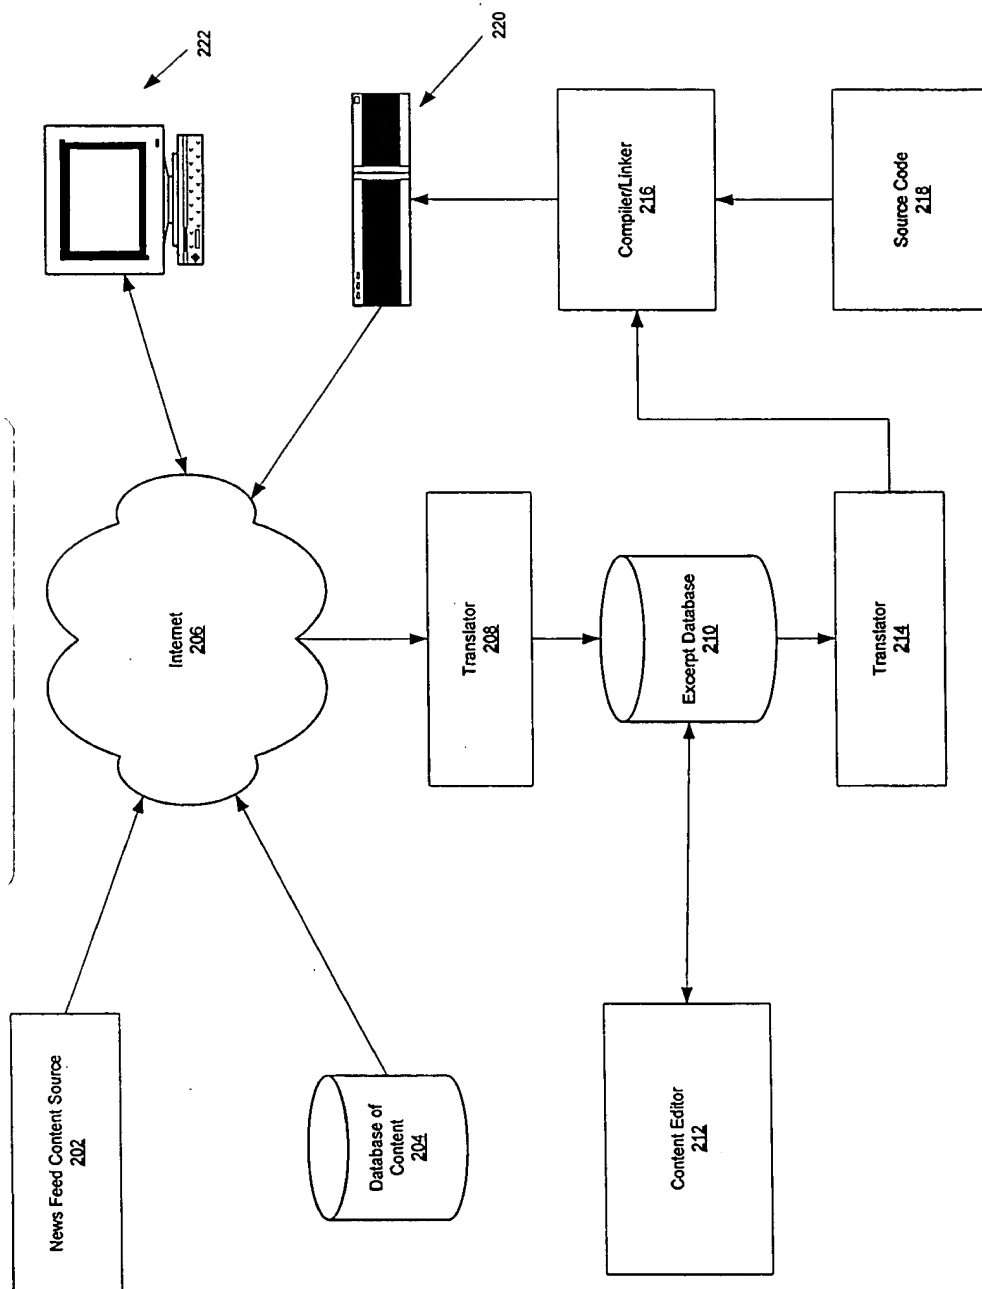 News Feed Content Source
202
Database of
Content
204
Internet
206
Translator
208
Excerpt Database
210
Content Editor
212
Translator
214
Compiler/Linker
216
Source Code
218
220
222